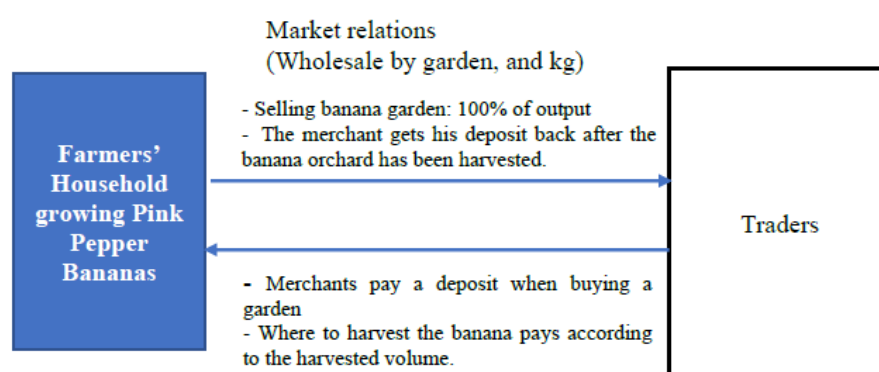 Market relations
(Wholesale by garden, and kg)
- Selling banana garden: 100% of output
- The merchant gets his deposit back after the
banana orchard has been harvested.
Farmers’
Household
growing Pink
Pepper
Bananas
Traders
- Merchants pay a deposit when buying a
garden
- Where to harvest the banana pays according
to the harvested volume.